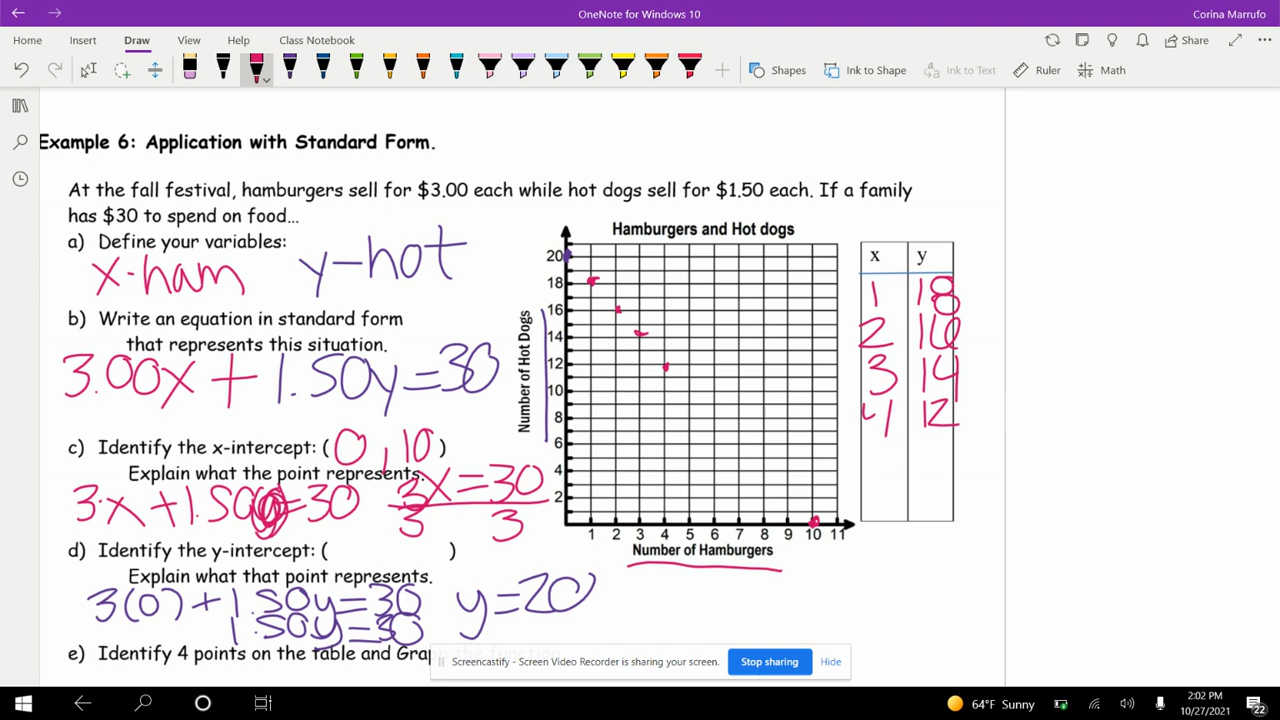 OneNote for Windows 10
Corina Marrufo
Home Insert Draw View Help Class Notebook
Share
Shapes Ink to Shape Ink to Text Ruler Math
Example 6: Application with Standard Form.
At the fall festival, hamburgers sell for $3.00 each while hot dogs sell for $1.50 each. If a family
has $30 to spend on food...
a) Define your variables:
x-ham y-hot
b) Write an equation in standard form
that represents this situation.
3.00x + 1.50y = 30
c) Identify the x-intercept: ( 0 , 10 )
Explain what the point represents.
3·x + 1.50 = 30
3x = 30
3 3
d) Identify the y-intercept: ( )
Explain what that point represents.
3(0) + 1.50y = 30
1.50y = 30
y = 20
e) Identify 4 points on the table and Graph the function
Hamburgers and Hot dogs
Number of Hot Dogs
20
18
16
14
12
10
8
6
4
2
1 2 3 4 5 6 7 8 9 10 11
Number of Hamburgers
x y
1 18
2 16
3 14
4 12
Screencastify - Screen Video Recorder is sharing your screen. Stop sharing Hide
64°F Sunny
2:02 PM
10/27/2021
22